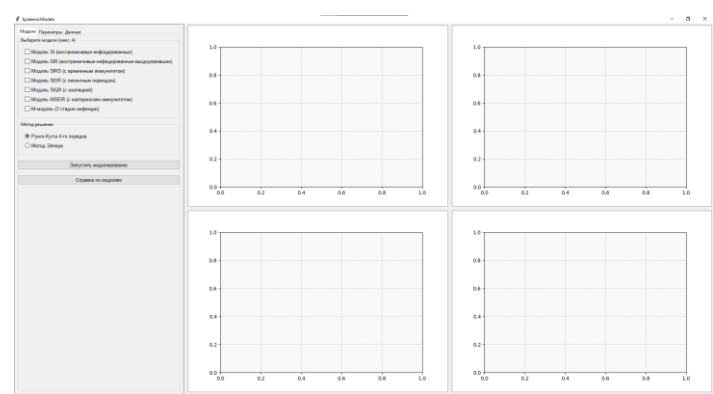 EpidemicModels
Модели Параметры Данные
Выберите модели (макс. 4)
Модель SI (восприимчивые-инфицированные)
Модель SIR (восприимчивые-инфицированные-выздоровевшие)
Модель SIRS (с временным иммунитетом)
Модель SEIR (с латентным периодом)
Модель SIQR (с изоляцией)
Модель MSEIR (с материнским иммунитетом)
M-модель (3 стадии инфекции)
Метод решения
Рунге-Кутта 4-го порядка
Метод Эйлера
Запустить моделирование
Справка по моделям
1.0
0.8
0.6
0.4
0.2
0.0
0.0 0.2 0.4 0.6 0.8 1.0
1.0
0.8
0.6
0.4
0.2
0.0
0.0 0.2 0.4 0.6 0.8 1.0
1.0
0.8
0.6
0.4
0.2
0.0
0.0 0.2 0.4 0.6 0.8 1.0
1.0
0.8
0.6
0.4
0.2
0.0
0.0 0.2 0.4 0.6 0.8 1.0